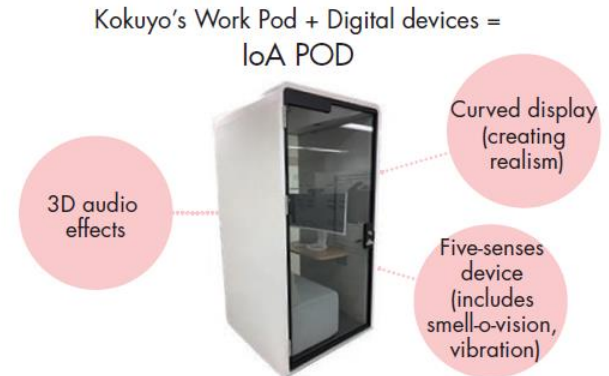 Kokuyo's Work Pod + Digital devices =
IoA POD
Curved display
(creating
realism)
3D audio
effects
Five-senses
device
(includes
smell-o-vision,
vibration)